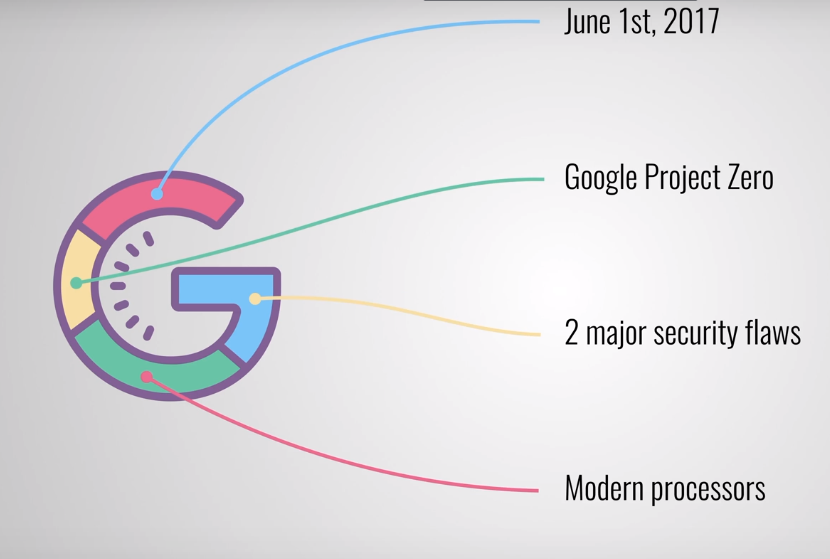 June 1st, 2017
Google Project Zero
2 major security flaws
Modern processors